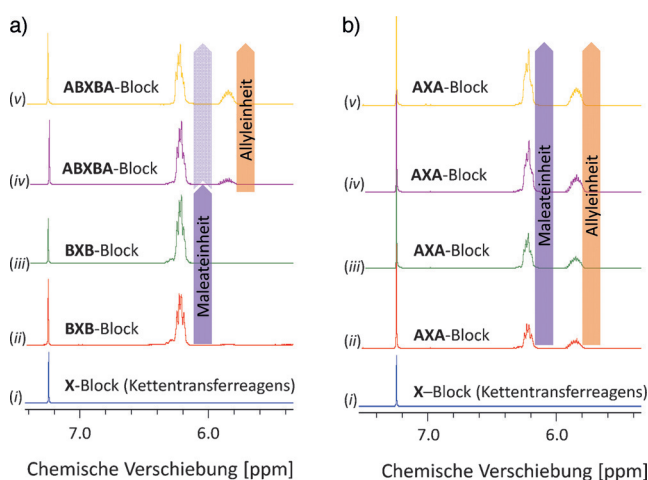 a)
(v) ABXBA-Block
(iv) ABXBA-Block
(iii) BXB-Block
(ii) BXB-Block
(i) X-Block (Kettentransferreagens)
Maleateinheit
Allyleinheit
7.0 6.0
Chemische Verschiebung [ppm]
b)
(v) AXA-Block
(iv) AXA-Block
(iii) AXA-Block
(ii) AXA-Block
(i) X–Block (Kettentransferreagens)
Maleateinheit
Allyleinheit
7.0 6.0
Chemische Verschiebung [ppm]